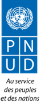 P N
U D
Au service
des peuples
et des nations